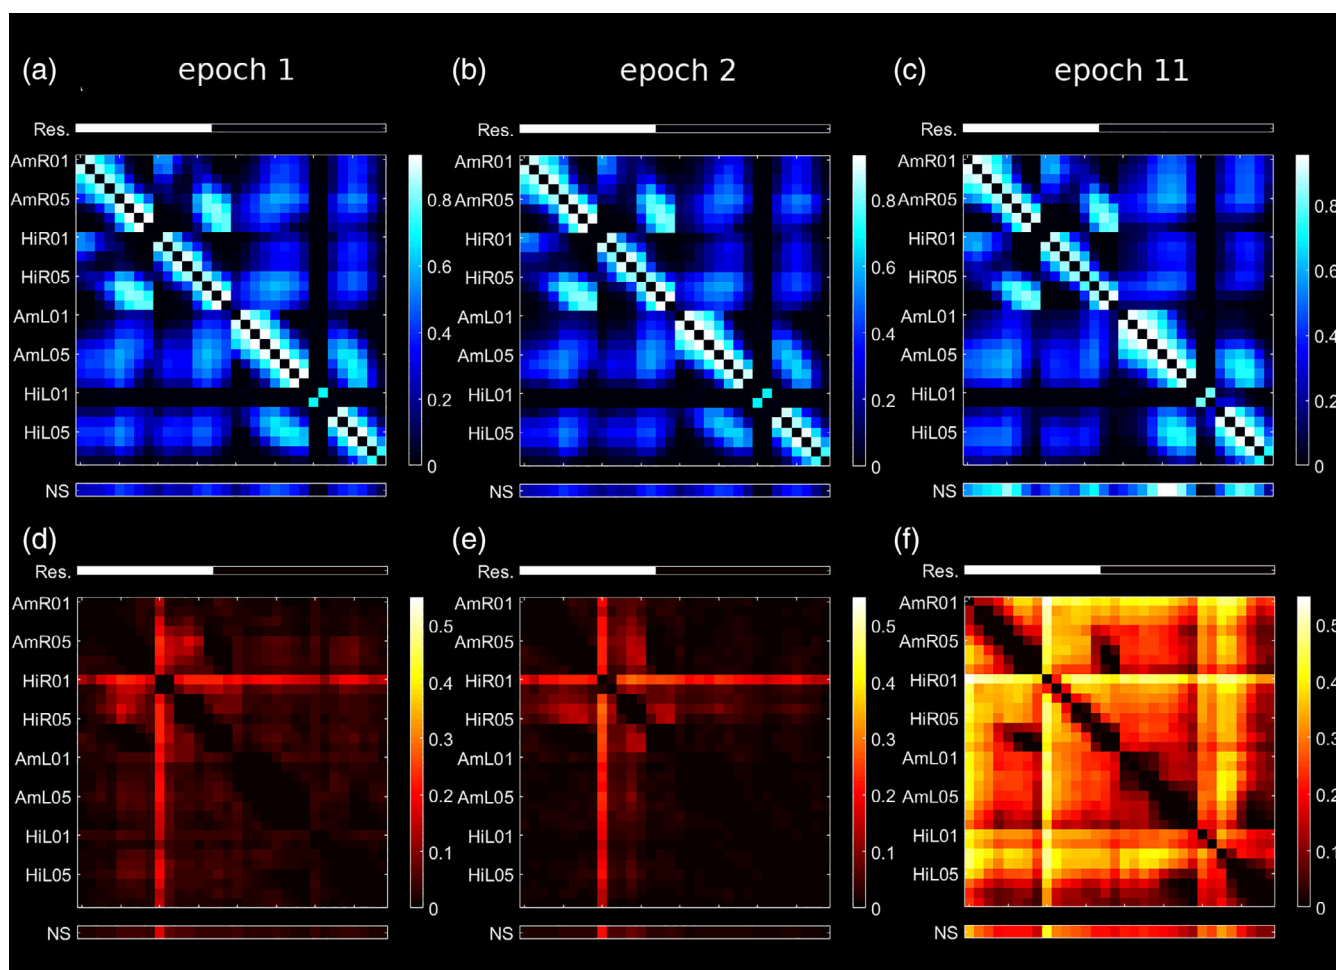 (a) epoch 1
(b) epoch 2
(c) epoch 11
Res.
AmR01
AmR05
HiR01
HiR05
AmL01
AmL05
HiL01
HiL05
NS
0.8
0.6
0.4
0.2
0
Res.
AmR01
AmR05
HiR01
HiR05
AmL01
AmL05
HiL01
HiL05
NS
0.8
0.6
0.4
0.2
0
Res.
AmR01
AmR05
HiR01
HiR05
AmL01
AmL05
HiL01
HiL05
NS
0.8
0.6
0.4
0.2
0
(d)
Res.
AmR01
AmR05
HiR01
HiR05
AmL01
AmL05
HiL01
HiL05
NS
0.5
0.4
0.3
0.2
0.1
0
(e)
Res.
AmR01
AmR05
HiR01
HiR05
AmL01
AmL05
HiL01
HiL05
NS
0.5
0.4
0.3
0.2
0.1
0
(f)
Res.
AmR01
AmR05
HiR01
HiR05
AmL01
AmL05
HiL01
HiL05
NS
0.5
0.4
0.3
0.2
0.1
0